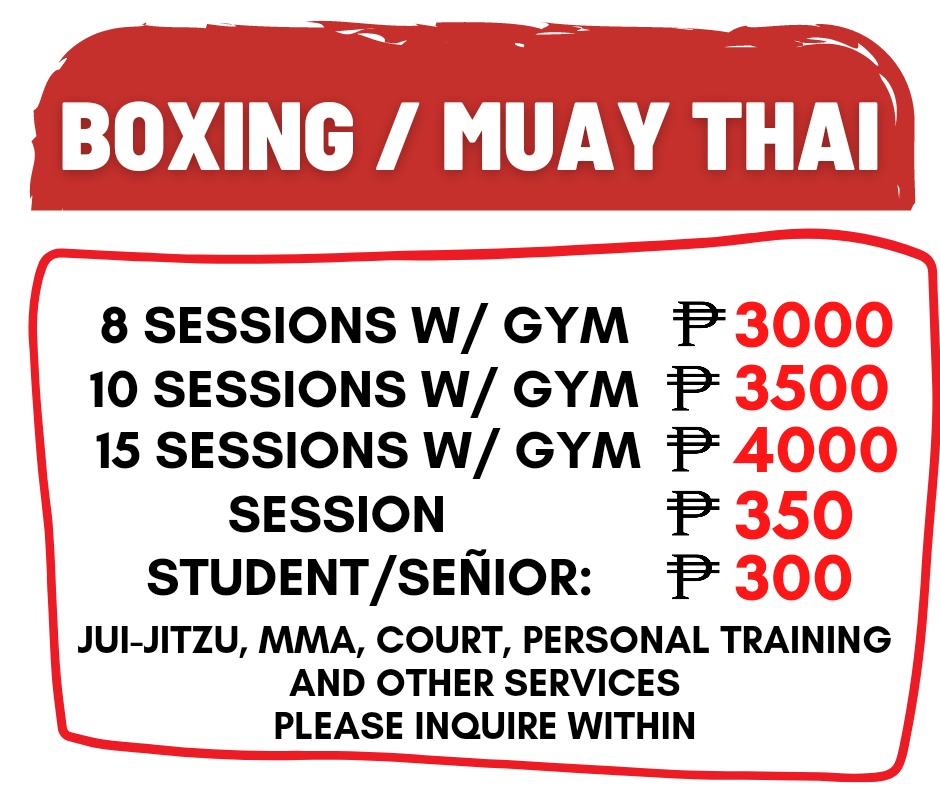 BOXING / MUAY THAI
8 SESSIONS W/ GYM ₱ 3000
10 SESSIONS W/ GYM ₱ 3500
15 SESSIONS W/ GYM ₱ 4000
SESSION ₱ 350
STUDENT/SEÑIOR: ₱ 300
JUI-JITZU, MMA, COURT, PERSONAL TRAINING
AND OTHER SERVICES
PLEASE INQUIRE WITHIN